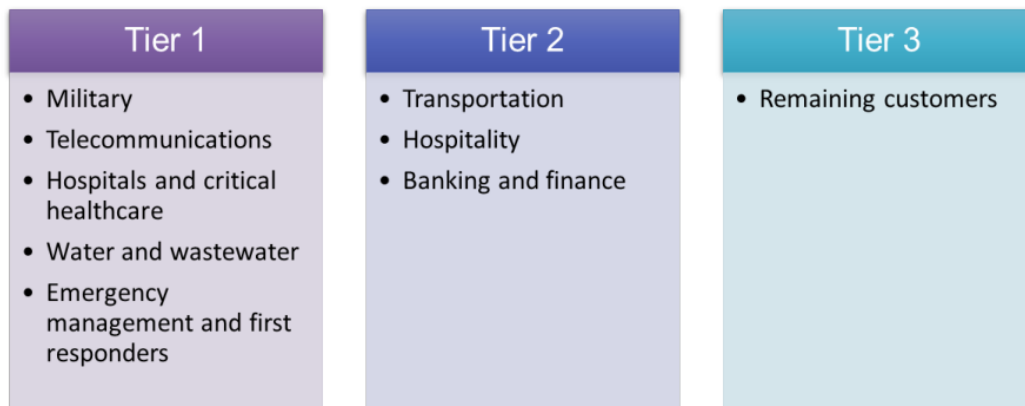 Tier 1
• Military
• Telecommunications
• Hospitals and critical
healthcare
• Water and wastewater
• Emergency
management and first
responders
Tier 2
• Transportation
• Hospitality
• Banking and finance
Tier 3
• Remaining customers